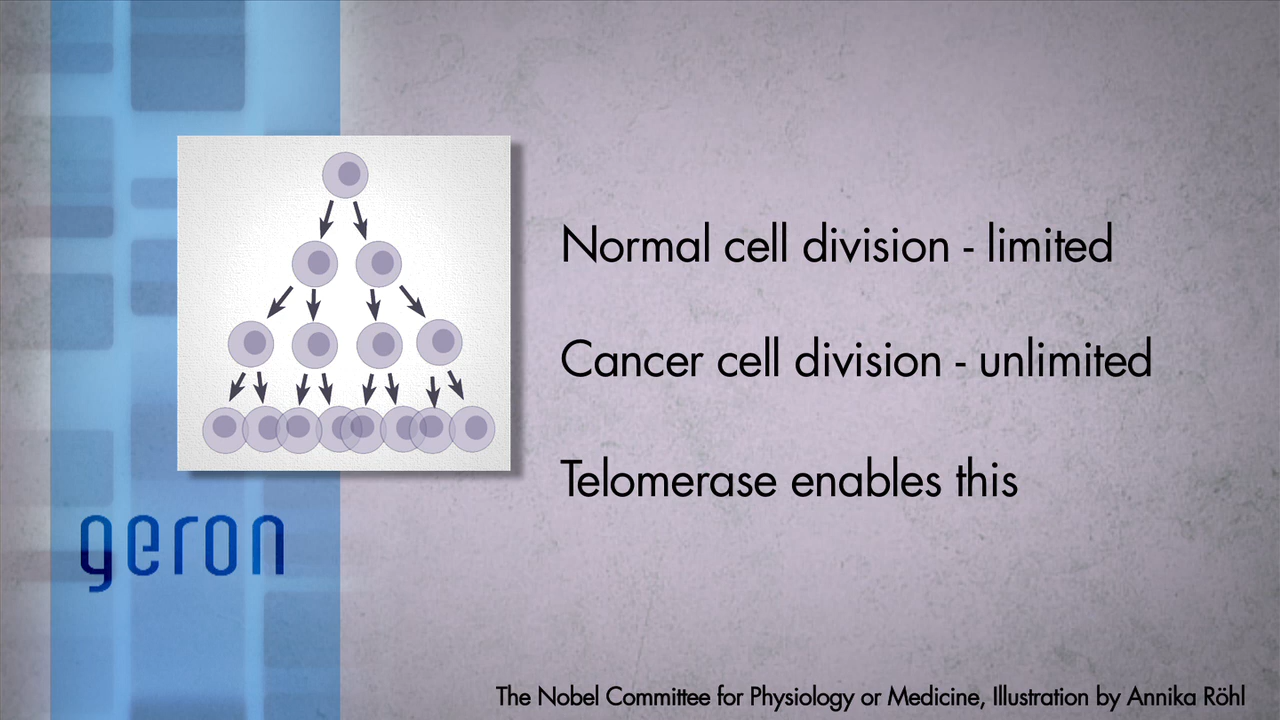 Normal cell division - limited
Cancer cell division - unlimited
Telomerase enables this
geron
The Nobel Committee for Physiology or Medicine, Illustration by Annika Röhl